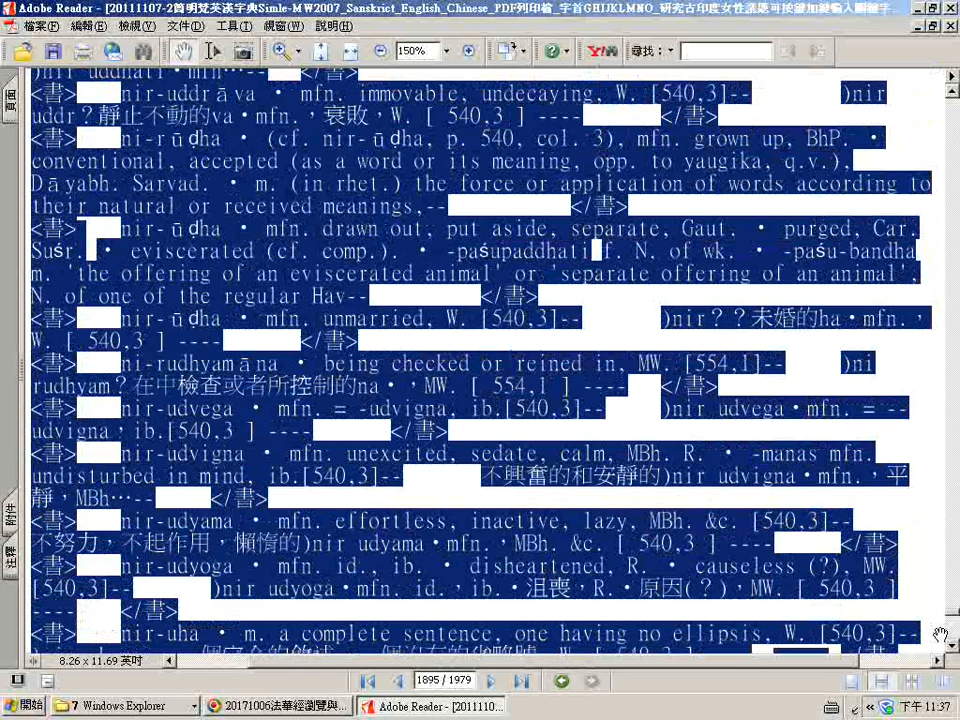 Adobe Reader - [20111107-2簡明梵英漢字典Simle-MW2007_Sanskrict_English_Chinese_PDF列印檔_字首GHIJKLMNO_研究古印度女性議題可按滑鼠輸入關鍵字...
檔案(F) 編輯(E) 檢視(V) 文件(D) 工具(T) 視窗(W) 說明(H)
150% Y! 尋找：
頁面
)nir uddhati・mfn…-- </書>
<書> nir-uddrāva • mfn. immovable, undecaying, W. [540,3]-- )nir
uddr？靜止不動的va・mfn.，衰敗，W. [ 540,3 ] ---- </書>
<書> ni-rūḍha • (cf. nir-ūḍha, p. 540, col. 3), mfn. grown up, BhP. •
conventional, accepted (as a word or its meaning, opp. to yaugika, q.v.),
Dāyabh. Sarvad. • m. (in rhet.) the force or application of words according to
their natural or received meanings,-- </書>
<書> nir-ūḍha • mfn. drawn out, put aside, separate, Gaut. • purged, Car.
Suśr. • eviscerated (cf. comp.). • -paśupaddhati f. N. of wk. • -paśu-bandha
m. 'the offering of an eviscerated animal' or 'separate offering of an animal',
N. of one of the regular Hav-- </書>
<書> nir-ūḍha • mfn. unmarried, W. [540,3]-- )nir？？未婚的ha・mfn.，
W. [ 540,3 ] ---- </書>
<書> ni-rudhyamāna • being checked or reined in, MW. [554,1]-- )ni
rudhyam？在中檢查或者所控制的na・，MW. [ 554,1 ] ---- </書>
<書> nir-udvega • mfn. = -udvigna, ib.[540,3]-- )nir udvega・mfn. = --
udvigna，ib.[540,3 ] ---- </書>
<書> nir-udvigna • mfn. unexcited, sedate, calm, MBh. R. • -manas mfn.
undisturbed in mind, ib.[540,3]-- 不興奮的和安靜的)nir udvigna・mfn.，平
靜，MBh…-- </書>
<書> nir-udyama • mfn. effortless, inactive, lazy, MBh. &c. [540,3]--
不努力，不起作用，懶惰的)nir udyama・mfn.，MBh. &c. [ 540,3 ] ---- </書>
<書> nir-udyoga • mfn. id., ib. • disheartened, R. • causeless (?), MW.
[540,3]-- )nir udyoga・mfn. id.，ib.・沮喪，R.・原因(？)，MW. [ 540,3 ]
---- </書>
<書> nir-uha • m. a complete sentence, one having no ellipsis, W. [540,3]--
附件
注釋
8.26 x 11.69 英吋
1895 / 1979
開始 7 Windows Explorer 20171006法華經瀏覽與... Adobe Reader - [2011110... 下午 11:37